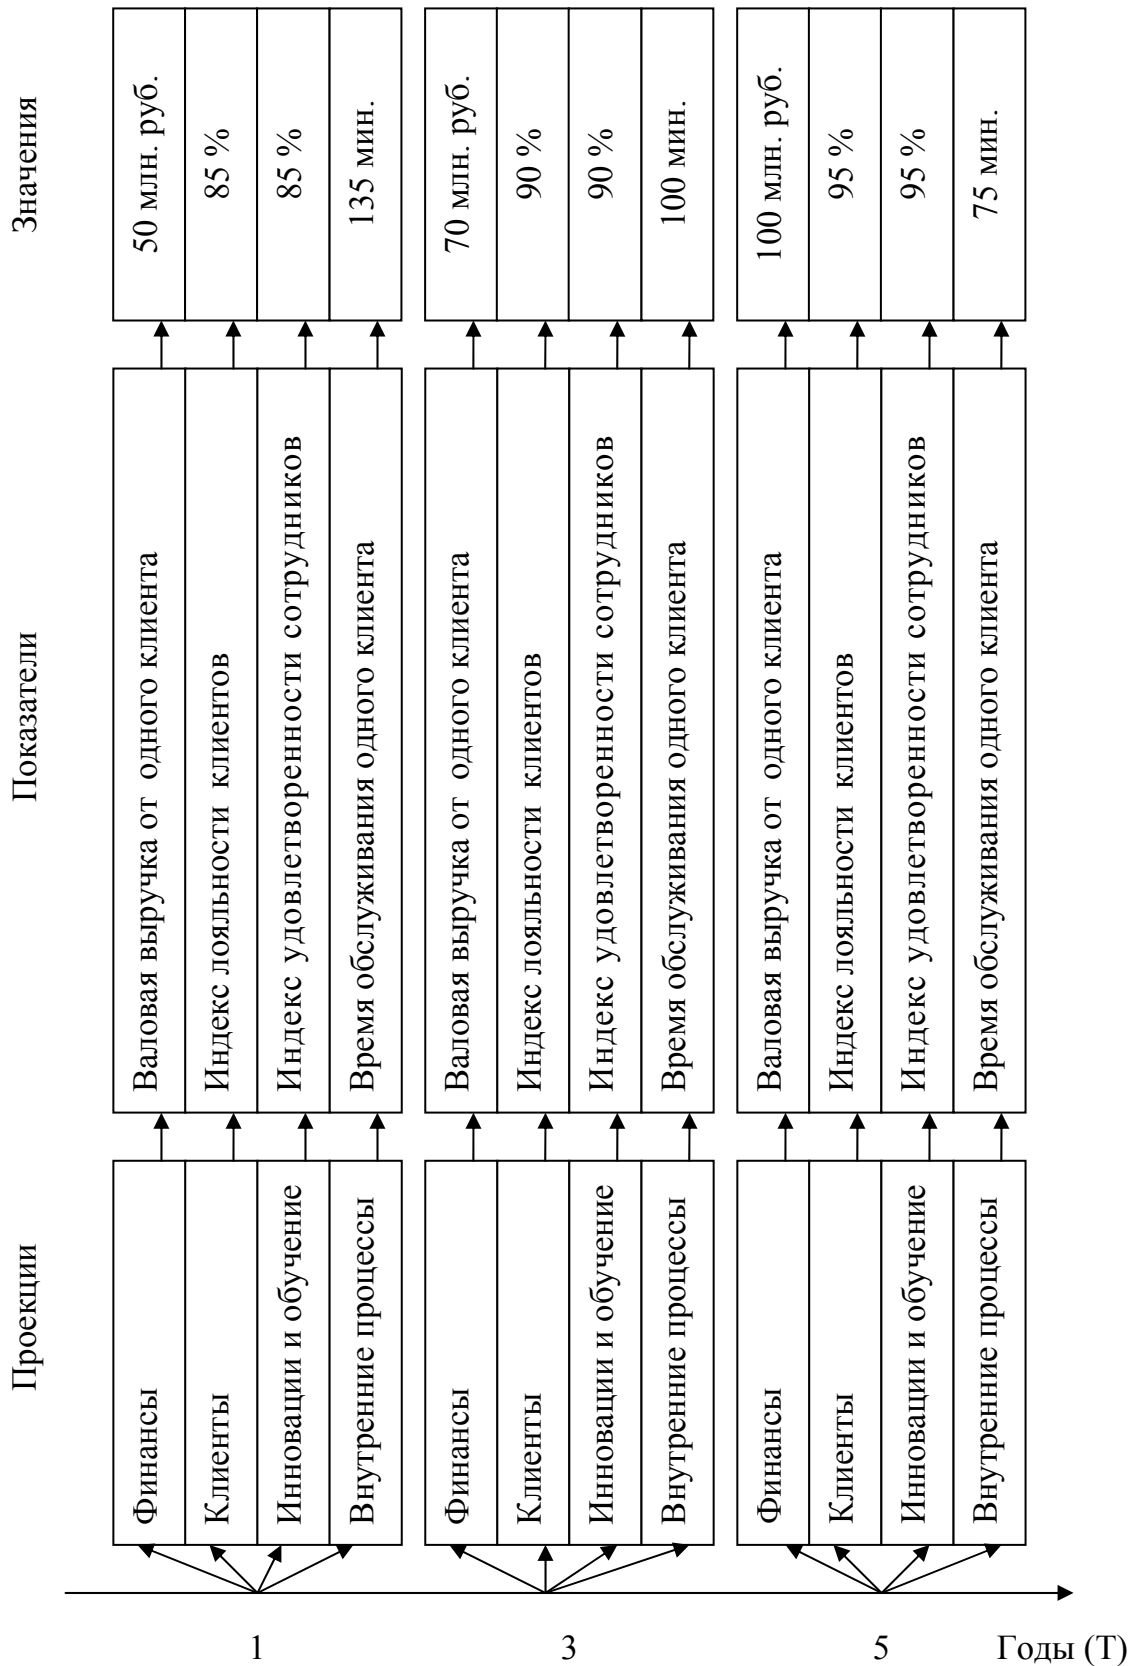 Проекции
Показатели
Значения
Финансы
Валовая выручка от одного клиента
50 млн. руб.
Клиенты
Индекс лояльности клиентов
85 %
Инновации и обучение
Индекс удовлетворенности сотрудников
85 %
Внутренние процессы
Время обслуживания одного клиента
135 мин.
Финансы
Валовая выручка от одного клиента
70 млн. руб.
Клиенты
Индекс лояльности клиентов
90 %
Инновации и обучение
Индекс удовлетворенности сотрудников
90 %
Внутренние процессы
Время обслуживания одного клиента
100 мин.
Финансы
Валовая выручка от одного клиента
100 млн. руб.
Клиенты
Индекс лояльности клиентов
95 %
Инновации и обучение
Индекс удовлетворенности сотрудников
95 %
Внутренние процессы
Время обслуживания одного клиента
75 мин.
1
3
5
Годы (Т)